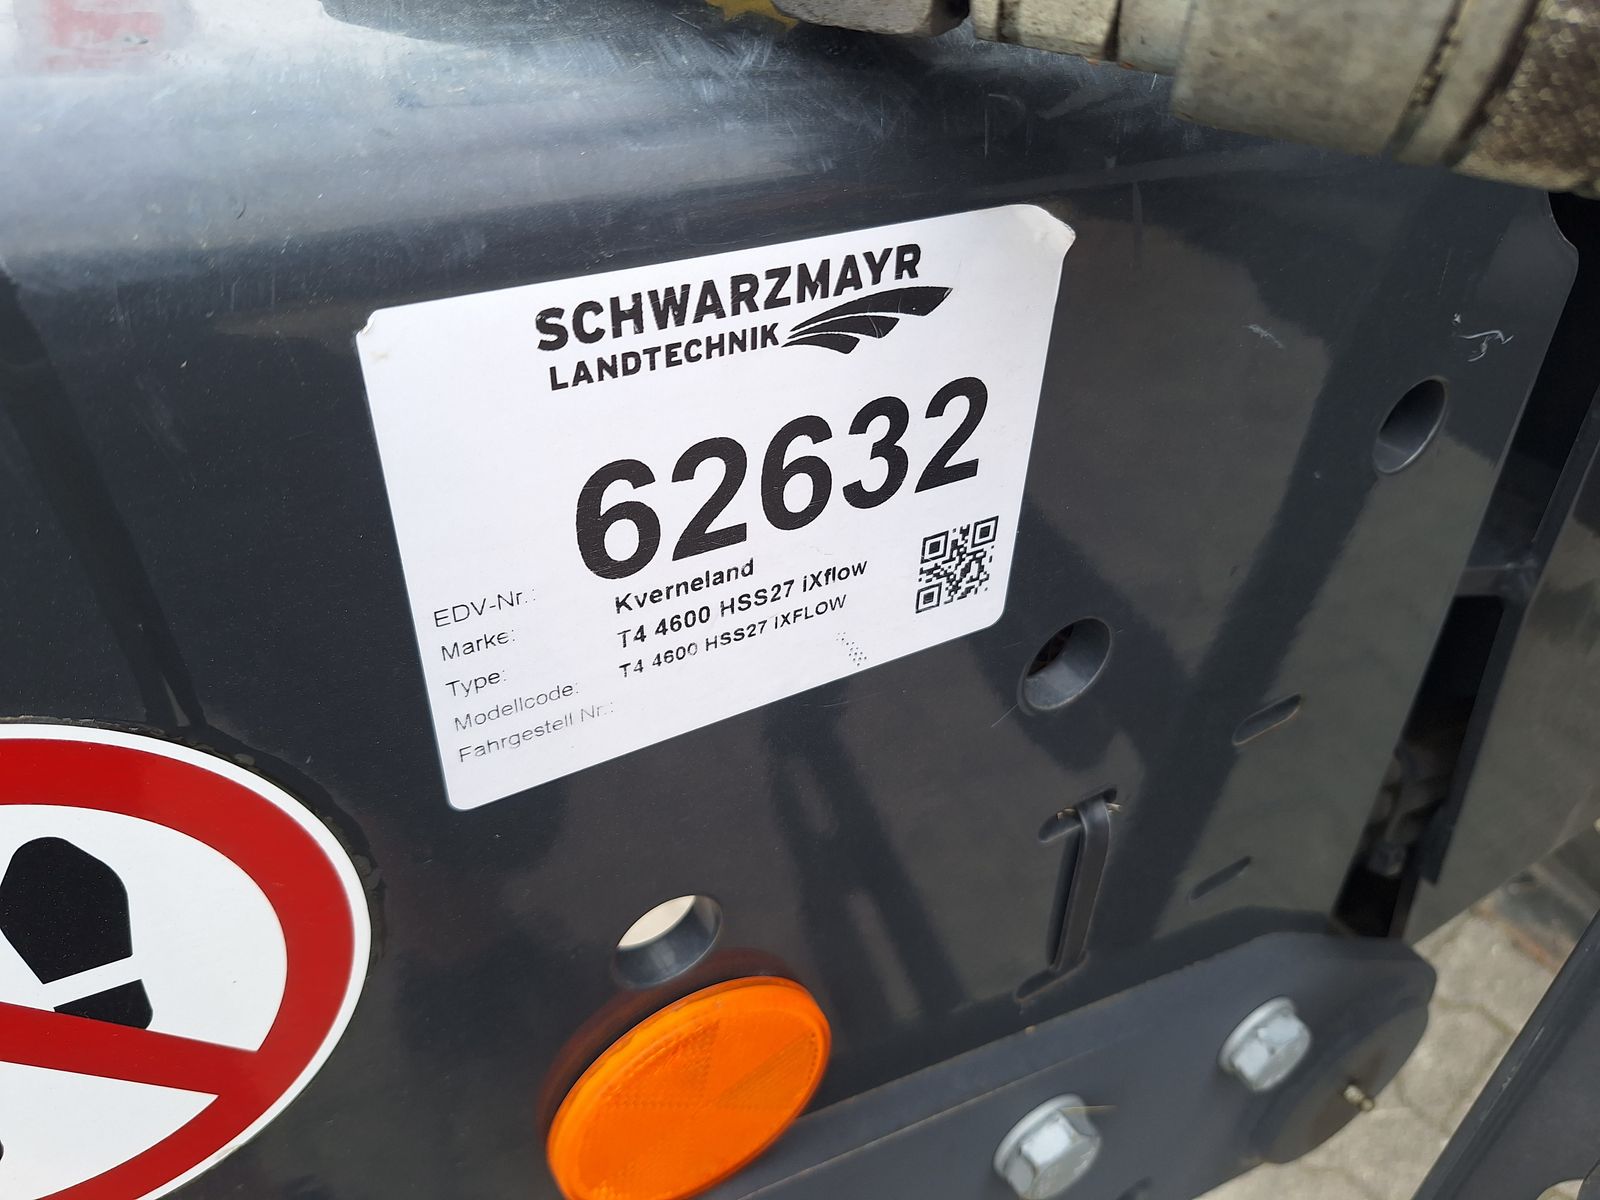 SCHWARZMAYR
LANDTECHNIK
EDV-Nr.: 62632
Marke: Kverneland
Type: T4 4600 HSS27 iXflow
Modellcode: T4 4600 HSS27 IXFLOW
Fahrgestell Nr.: